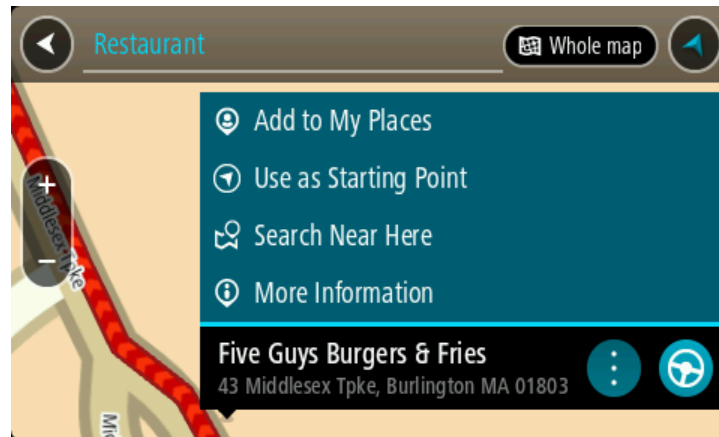 Restaurant
Whole map
Add to My Places
Use as Starting Point
Search Near Here
More Information
Five Guys Burgers & Fries
43 Middlesex Tpke, Burlington MA 01803
Middlesex Tpke